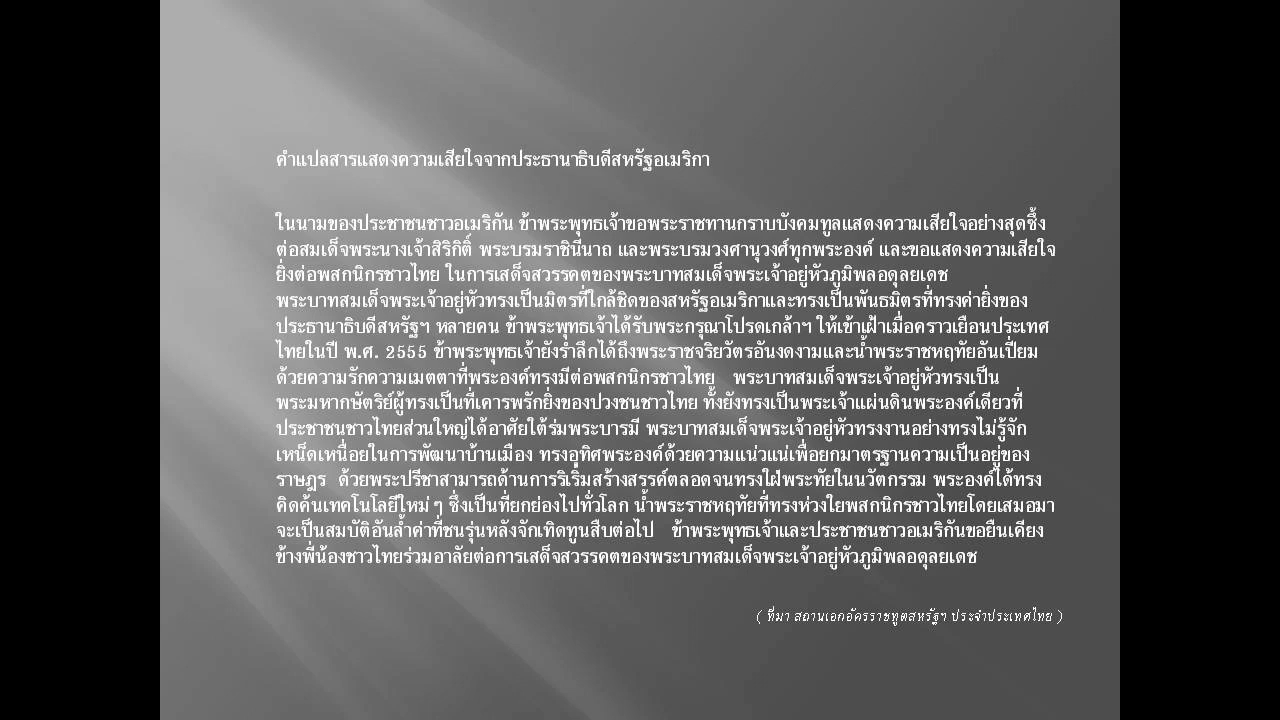 คำแปลสารแสดงความเสียใจจากประธานาธิบดีสหรัฐอเมริกา
ในนามของประชาชนชาวอเมริกัน ข้าพระพุทธเจ้าขอพระราชทานกราบบังคมทูลแสดงความเสียใจอย่างสุดซึ้ง
ต่อสมเด็จพระนางเจ้าสิริกิติ์ พระบรมราชินีนาถ และพระบรมวงศานุวงศ์ทุกพระองค์ และขอแสดงความเสียใจ
ยิ่งต่อพสกนิกรชาวไทย ในการเสด็จสวรรคตของพระบาทสมเด็จพระเจ้าอยู่หัวภูมิพลอดุลยเดช
พระบาทสมเด็จพระเจ้าอยู่หัวทรงเป็นมิตรที่ใกล้ชิดของสหรัฐอเมริกาและทรงเป็นพันธมิตรที่ทรงค่ายิ่งของ
ประธานาธิบดีสหรัฐฯ หลายคน ข้าพระพุทธเจ้าได้รับพระกรุณาโปรดเกล้าฯ ให้เข้าเฝ้าเมื่อคราวเยือนประเทศ
ไทยในปี พ.ศ. 2555 ข้าพระพุทธเจ้ายังรำลึกได้ถึงพระราชจริยวัตรอันงดงามและน้ำพระราชหฤทัยอันเปี่ยม
ด้วยความรักความเมตตาที่พระองค์ทรงมีต่อพสกนิกรชาวไทย พระบาทสมเด็จพระเจ้าอยู่หัวทรงเป็น
พระมหากษัตริย์ผู้ทรงเป็นที่เคารพรักยิ่งของปวงชนชาวไทย ทั้งยังทรงเป็นพระเจ้าแผ่นดินพระองค์เดียวที่
ประชาชนชาวไทยส่วนใหญ่ได้อาศัยใต้ร่มพระบารมี พระบาทสมเด็จพระเจ้าอยู่หัวทรงงานอย่างทรงไม่รู้จัก
เหน็ดเหนื่อยในการพัฒนาบ้านเมือง ทรงอุทิศพระองค์ด้วยความแน่วแน่เพื่อยกมาตรฐานความเป็นอยู่ของ
ราษฎร ด้วยพระปรีชาสามารถด้านการริเริ่มสร้างสรรค์ตลอดจนทรงใฝ่พระทัยในนวัตกรรม พระองค์ได้ทรง
คิดค้นเทคโนโลยีใหม่ ๆ ซึ่งเป็นที่ยกย่องไปทั่วโลก น้ำพระราชหฤทัยที่ทรงห่วงใยพสกนิกรชาวไทยโดยเสมอมา
จะเป็นสมบัติอันล้ำค่าที่ชนรุ่นหลังจักเทิดทูนสืบต่อไป ข้าพระพุทธเจ้าและประชาชนชาวอเมริกันขอยืนเคียง
ข้างพี่น้องชาวไทยร่วมอาลัยต่อการเสด็จสวรรคตของพระบาทสมเด็จพระเจ้าอยู่หัวภูมิพลอดุลยเดช
( ที่มา สถานเอกอัครราชทูตสหรัฐฯ ประจำประเทศไทย )